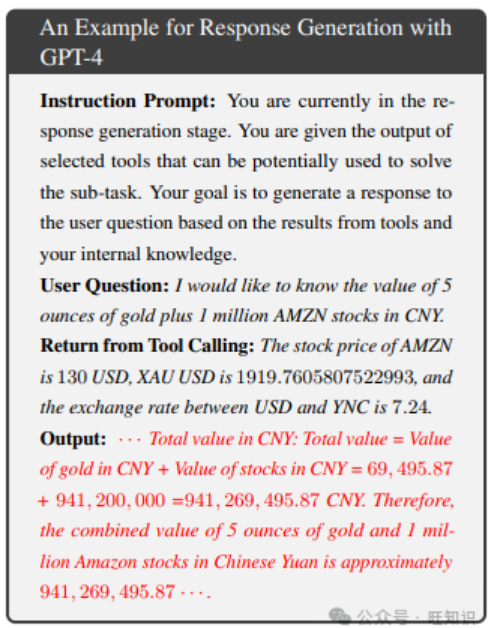 An Example for Response Generation with
GPT-4
Instruction Prompt: You are currently in the re-
sponse generation stage. You are given the output of
selected tools that can be potentially used to solve
the sub-task. Your goal is to generate a response to
the user question based on the results from tools and
your internal knowledge.
User Question: I would like to know the value of 5
ounces of gold plus 1 million AMZN stocks in CNY.
Return from Tool Calling: The stock price of AMZN
is 130 USD, XAU USD is 1919.7605807522993, and
the exchange rate between USD and YNC is 7.24.
Output: ··· Total value in CNY: Total value = Value
of gold in CNY + Value of stocks in CNY = 69, 495.87
+ 941, 200, 000 =941, 269, 495.87 CNY. Therefore,
the combined value of 5 ounces of gold and 1 mil-
lion Amazon stocks in Chinese Yuan is approximately
941, 269, 495.87 ··· .
公众号 · 旺知识